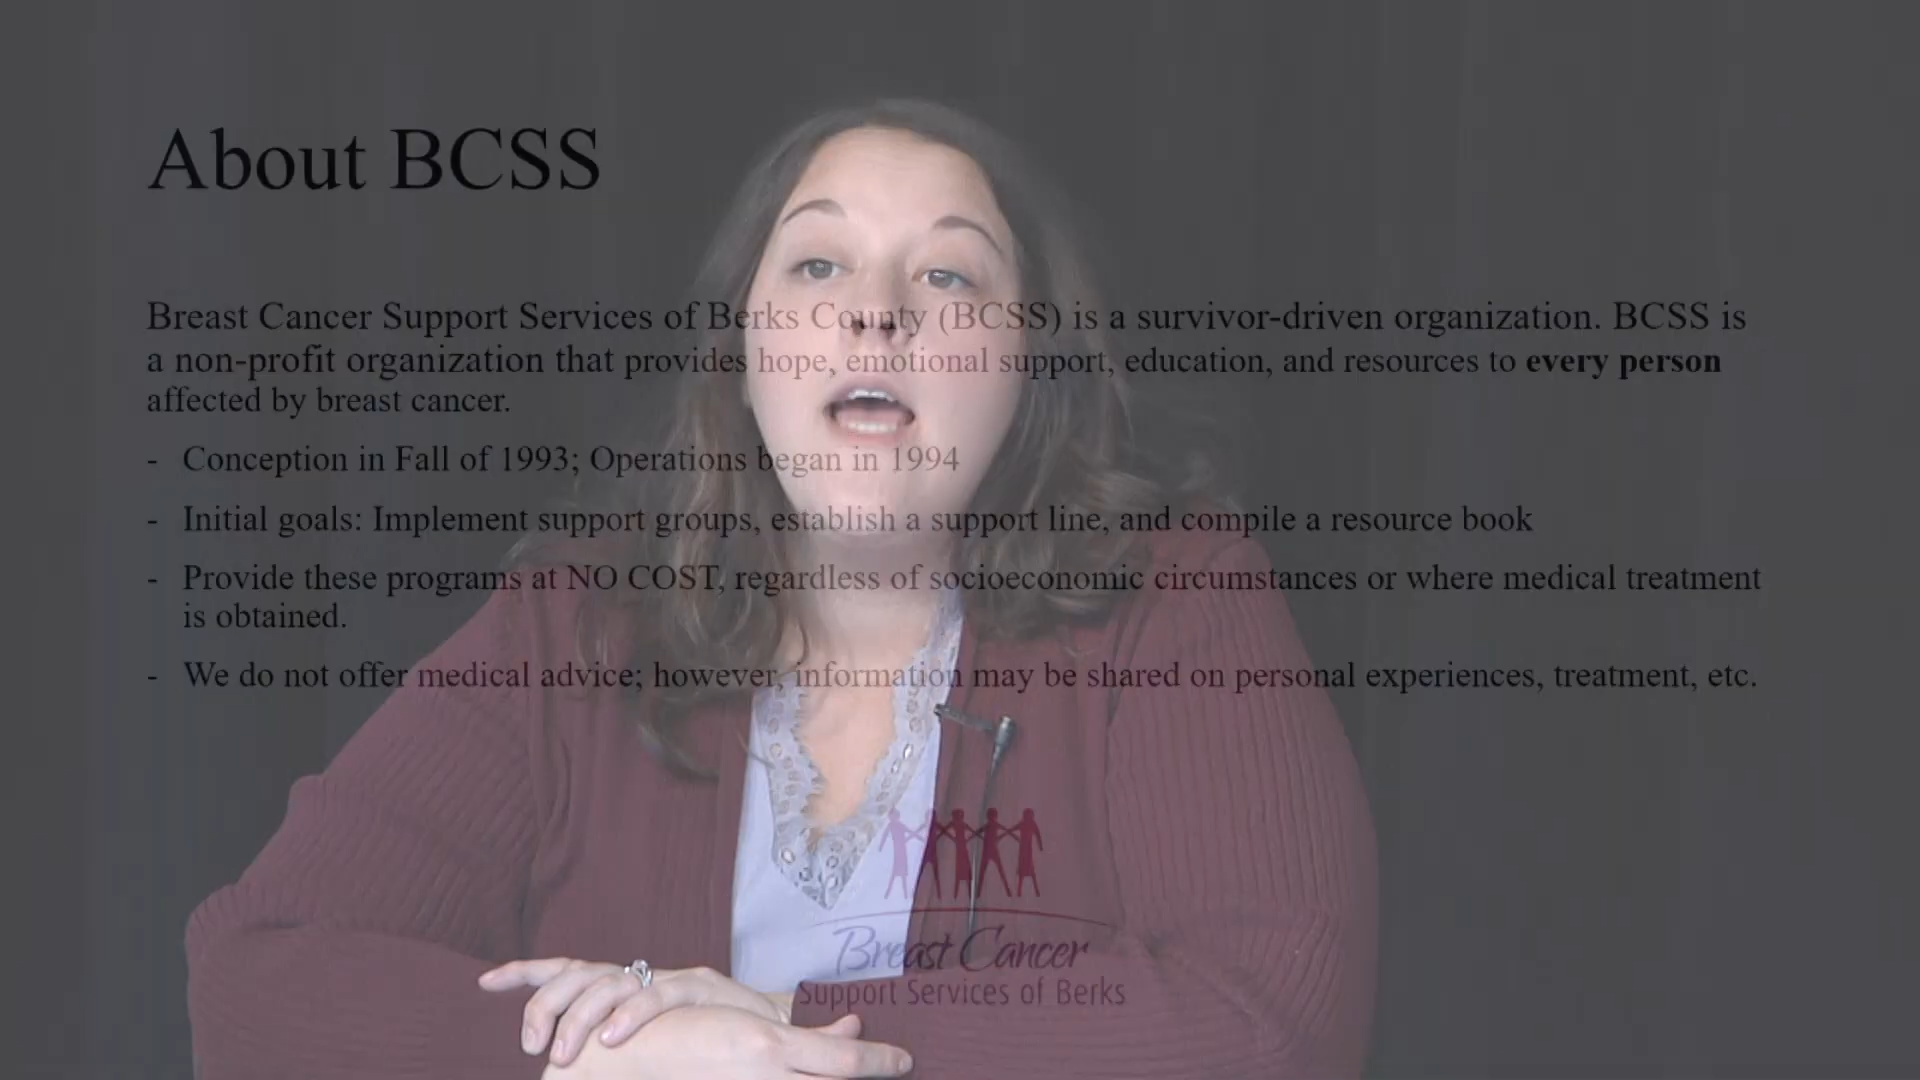 About BCSS
Breast Cancer Support Services of Berks County (BCSS) is a survivor-driven organization. BCSS is
a non-profit organization that provides hope, emotional support, education, and resources to every person
affected by breast cancer.
- Conception in Fall of 1993; Operations began in 1994
- Initial goals: Implement support groups, establish a support line, and compile a resource book
- Provide these programs at NO COST, regardless of socioeconomic circumstances or where medical treatment
is obtained.
- We do not offer medical advice; however, information may be shared on personal experiences, treatment, etc.
Breast Cancer
Support Services of Berks